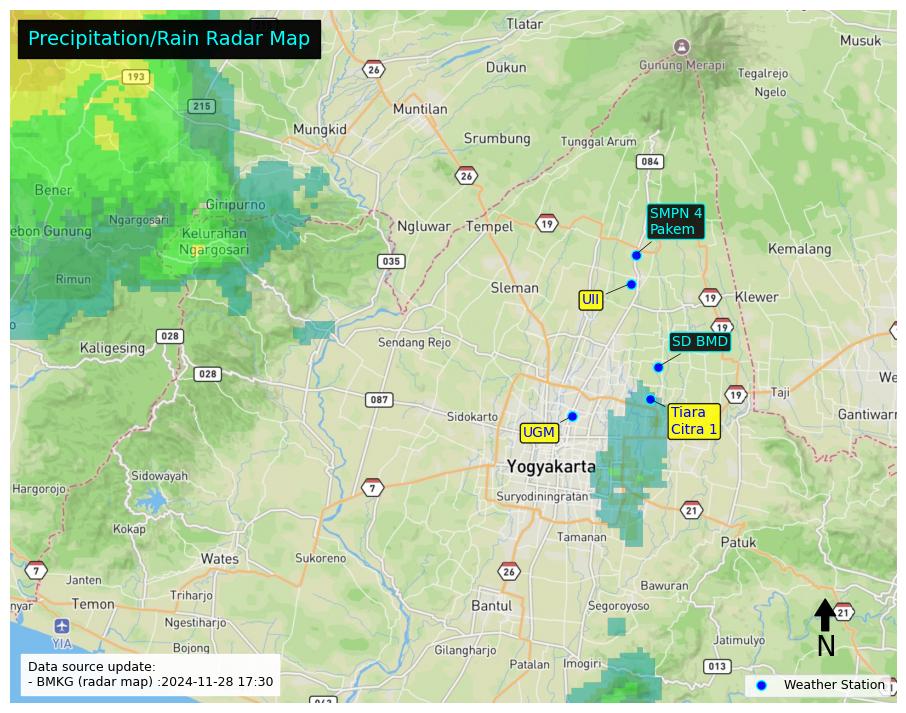 Precipitation/Rain Radar Map
Tlatar
Musuk
193
26
Dukun
Gunung Merapi
Tegalrejo
Ngelo
215
Muntilan
Mungkid
Srumbung
Tunggal Arum
084
26
Bener
Giripurno
SMPN 4
Pakem
Ngargosari
ebon Gunung
Kelurahan
Ngargosari
Ngluwar
Tempel
19
Kemalang
035
Rimun
Sleman
UII
19
Klewer
o
19
028
Kaligesing
Sendang Rejo
SD BMD
028
We
087
19
Taji
Sidokarto
Tiara
Citra 1
Gantiwarn
UGM
Yogyakarta
Sidowayah
Hargorojo
7
Suryodiningratan
21
Kokap
Tamanan
Patuk
Wates
Sukoreno
7
Janten
26
Bawuran
nyar
Temon
Triharjo
Bantul
Segoroyoso
21
Ngestiharjo
YIA
N
Bojong
Gilangharjo
Jatimulyo
Patalan
Imogiri
013
Data source update:
- BMKG (radar map) :2024-11-28 17:30
Weather Station